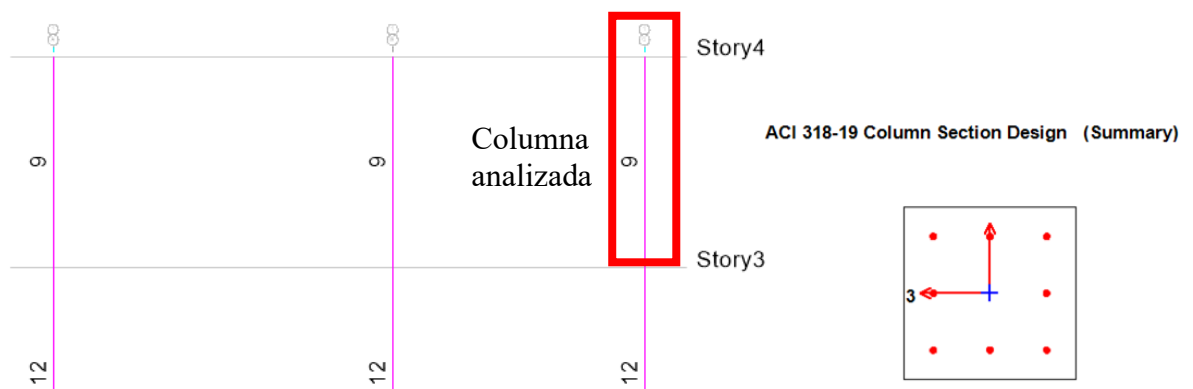 Story4
Columna
analizada
9
9
9
Story3
12
12
12
ACI 318-19 Column Section Design (Summary)
3